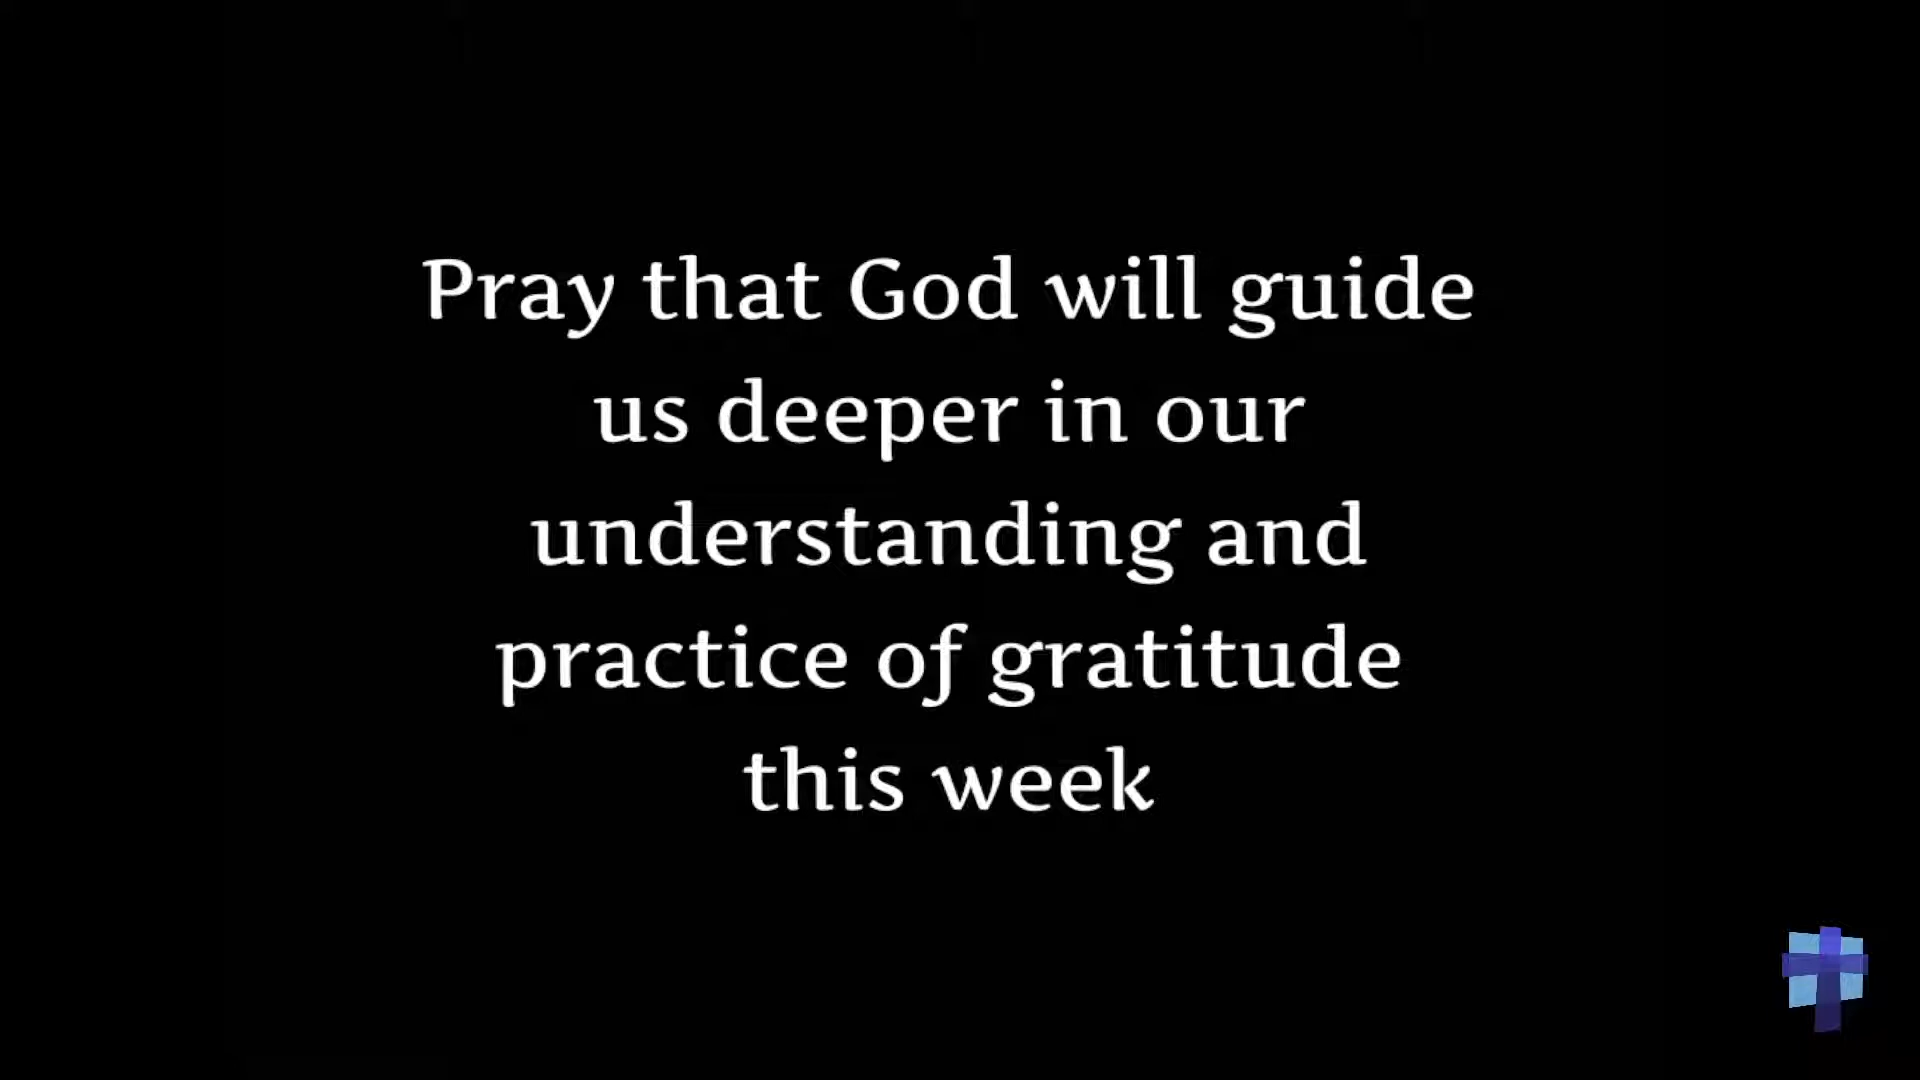 Pray that God will guide
us deeper in our
understanding and
practice of gratitude
this week